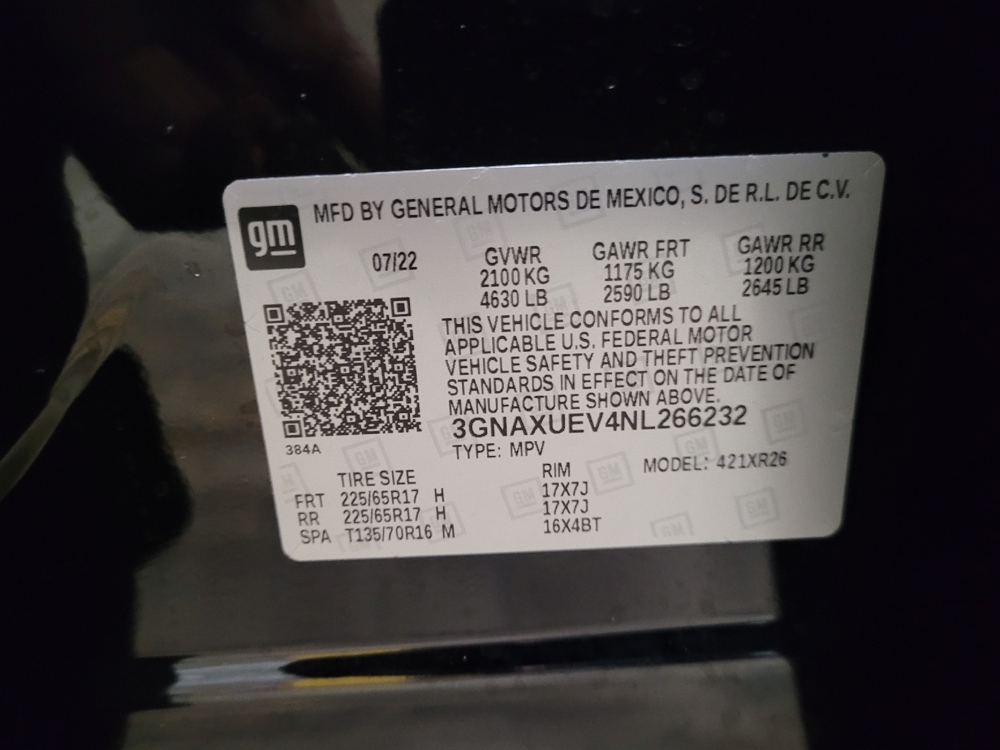 gm
MFD BY GENERAL MOTORS DE MEXICO, S. DE R.L. DE C.V.
07/22
GVWR GAWR FRT GAWR RR
2100 KG 1175 KG 1200 KG
4630 LB 2590 LB 2645 LB
THIS VEHICLE CONFORMS TO ALL
APPLICABLE U.S. FEDERAL MOTOR
VEHICLE SAFETY AND THEFT PREVENTION
STANDARDS IN EFFECT ON THE DATE OF
MANUFACTURE SHOWN ABOVE.
3GNAXUEV4NL266232
384A
TYPE: MPV
MODEL: 421XR26
TIRE SIZE RIM
FRT 225/65R17 H 17X7J
RR 225/65R17 H 17X7J
SPA T135/70R16 M 16X4BT